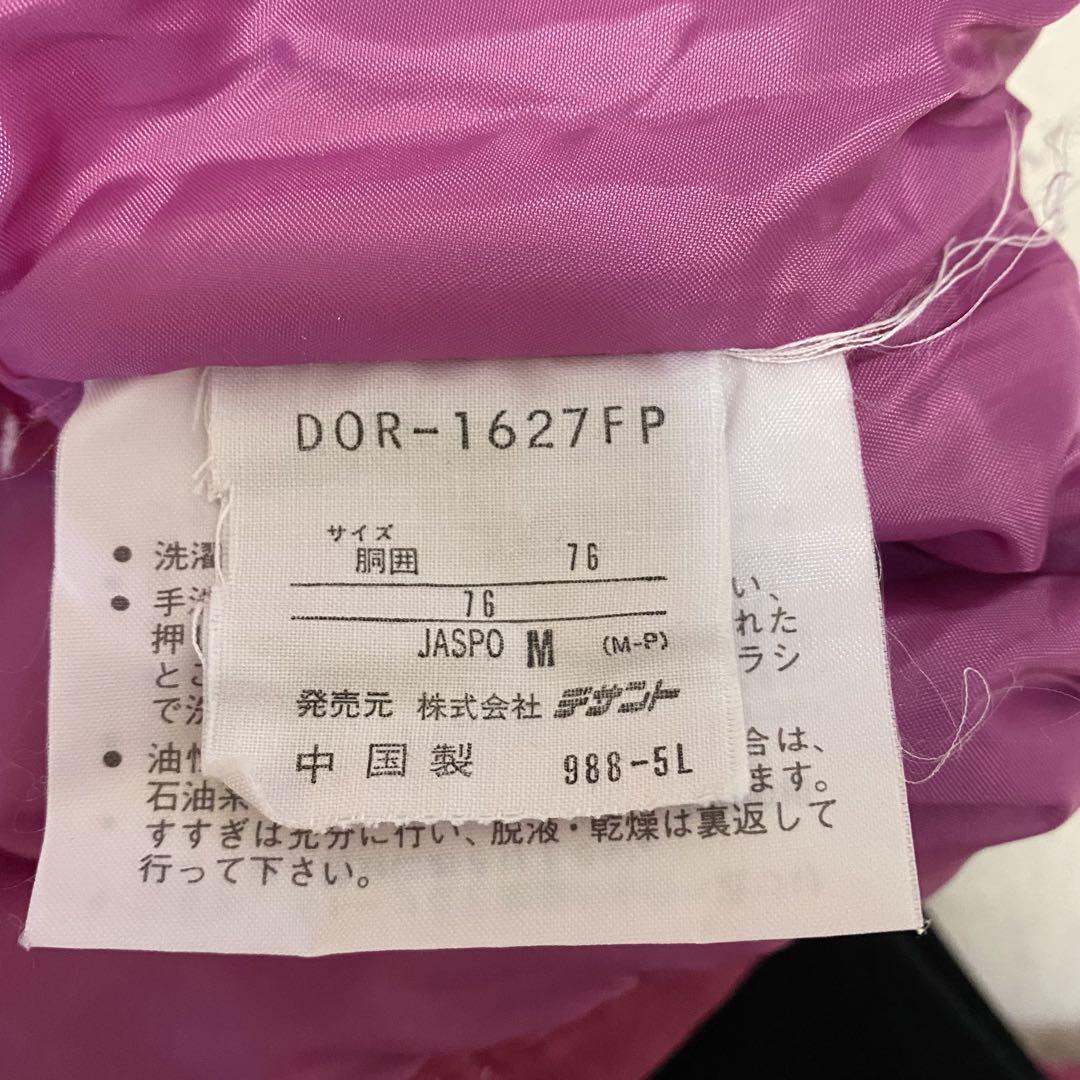 DOR-1627FP
サイズ
胴囲 76
76
JASPO M (M-P)
発売元 株式会社 デサント
中国製 988-5L
• 洗濯
• 手洗 い、
押し れた
とこ ラシ
で洗
• 油性 合は、
石油系 ます。
すすぎは充分に行い、脱液・乾燥は裏返して
行って下さい。